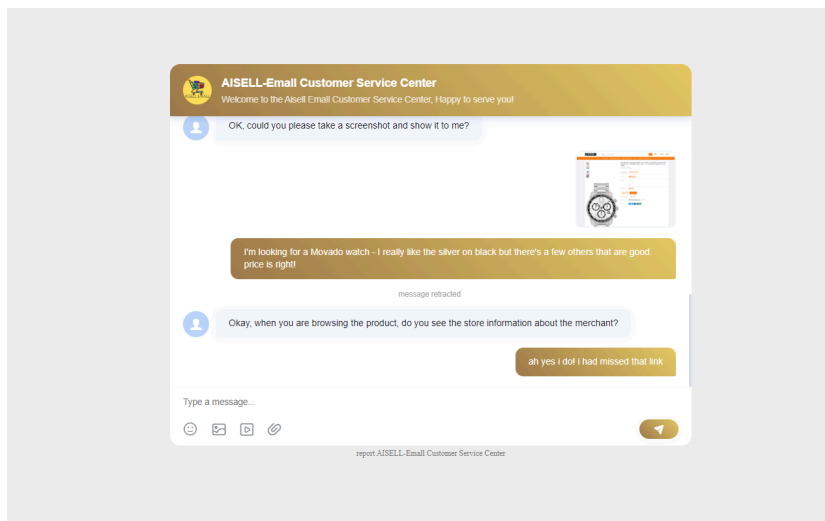 AISELL-Emall Customer Service Center
Welcome to the Aisell Emall Customer Service Center, Happy to serve you!
OK, could you please take a screenshot and show it to me?
I'm looking for a Movado watch - I really like the silver on black but there's a few others that are good
price is right!
message retracted
Okay, when you are browsing the product, do you see the store information about the merchant?
ah yes i do! i had missed that link
Type a message...
report AISELL-Emall Customer Service Center